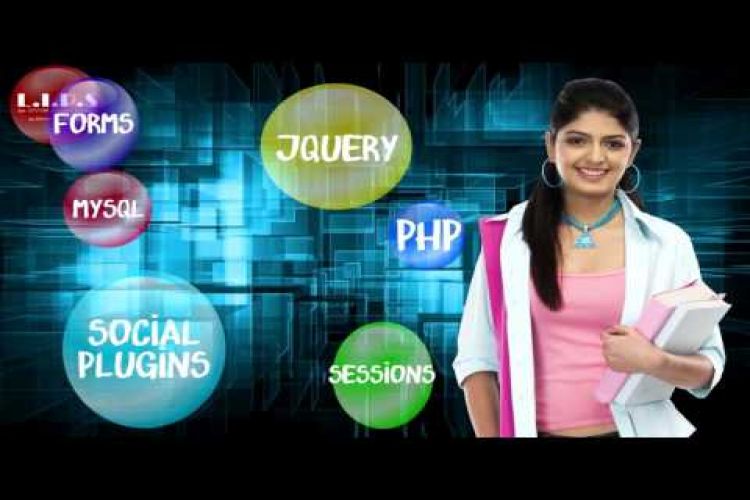 L.I.P.S
FORMS
JQUERY
MYSQL
PHP
SOCIAL
PLUGINS
SESSIONS